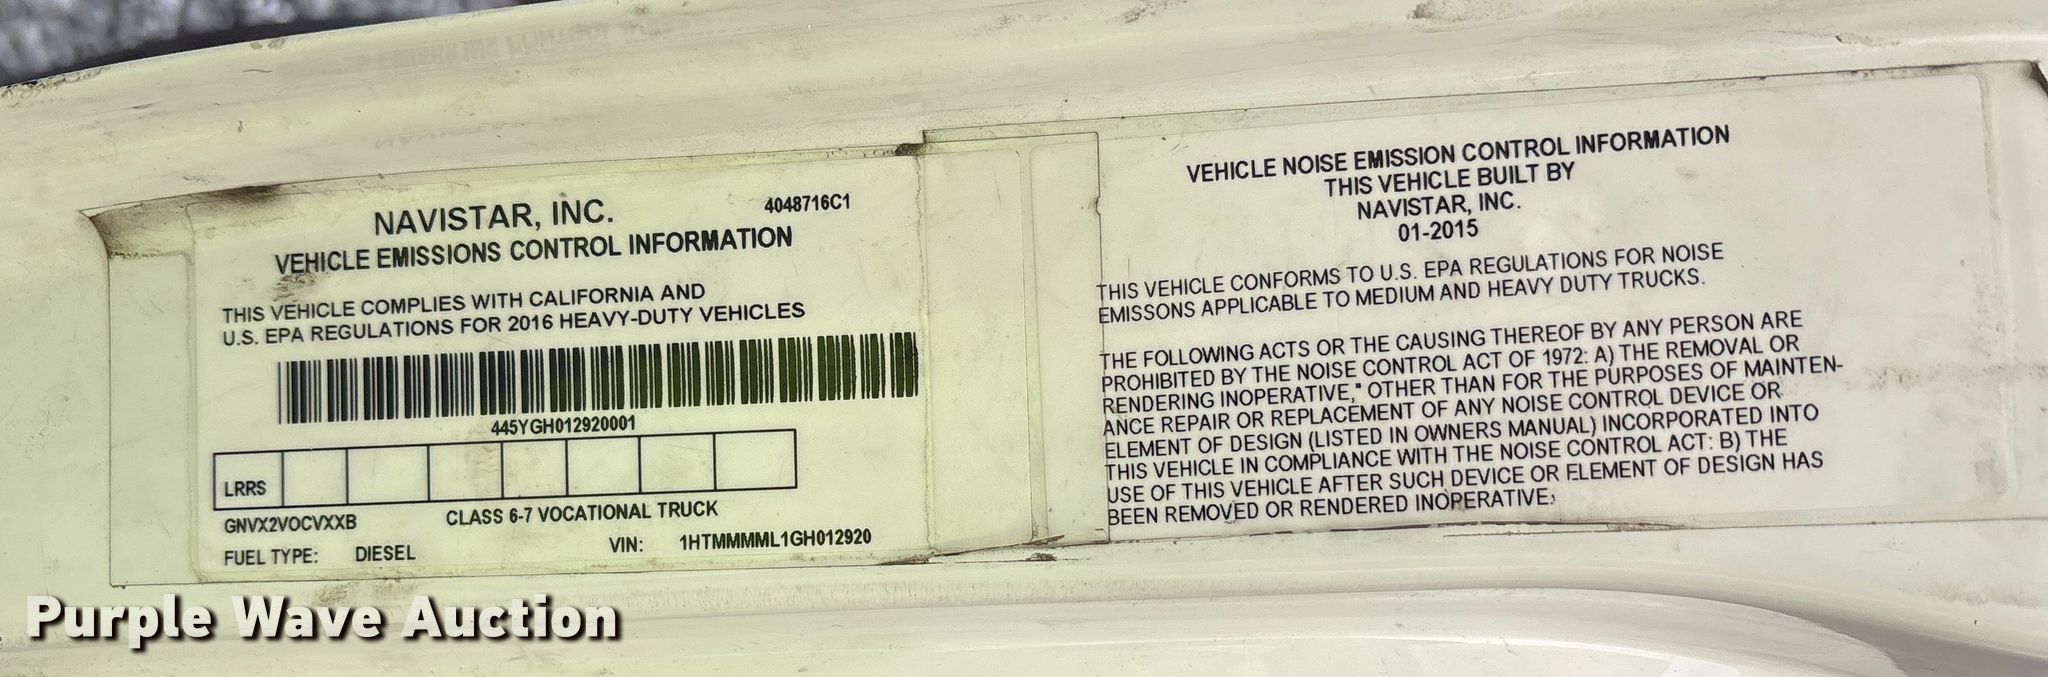 NAVISTAR, INC.
4048716C1
VEHICLE EMISSIONS CONTROL INFORMATION
THIS VEHICLE COMPLIES WITH CALIFORNIA AND
U.S. EPA REGULATIONS FOR 2016 HEAVY-DUTY VEHICLES
445YGH012920001
LRRS
GNVX2VOCVXXB
CLASS 6-7 VOCATIONAL TRUCK
FUEL TYPE: DIESEL
VIN: 1HTMMMML1GH012920
VEHICLE NOISE EMISSION CONTROL INFORMATION
THIS VEHICLE BUILT BY
NAVISTAR, INC.
01-2015
THIS VEHICLE CONFORMS TO U.S. EPA REGULATIONS FOR NOISE
EMISSONS APPLICABLE TO MEDIUM AND HEAVY DUTY TRUCKS.
THE FOLLOWING ACTS OR THE CAUSING THEREOF BY ANY PERSON ARE
PROHIBITED BY THE NOISE CONTROL ACT OF 1972: A) THE REMOVAL OR
RENDERING INOPERATIVE," OTHER THAN FOR THE PURPOSES OF MAINTEN-
ANCE REPAIR OR REPLACEMENT OF ANY NOISE CONTROL DEVICE OR
ELEMENT OF DESIGN (LISTED IN OWNERS MANUAL) INCORPORATED INTO
THIS VEHICLE IN COMPLIANCE WITH THE NOISE CONTROL ACT: B) THE
USE OF THIS VEHICLE AFTER SUCH DEVICE OR ELEMENT OF DESIGN HAS
BEEN REMOVED OR RENDERED INOPERATIVE.
Purple Wave Auction